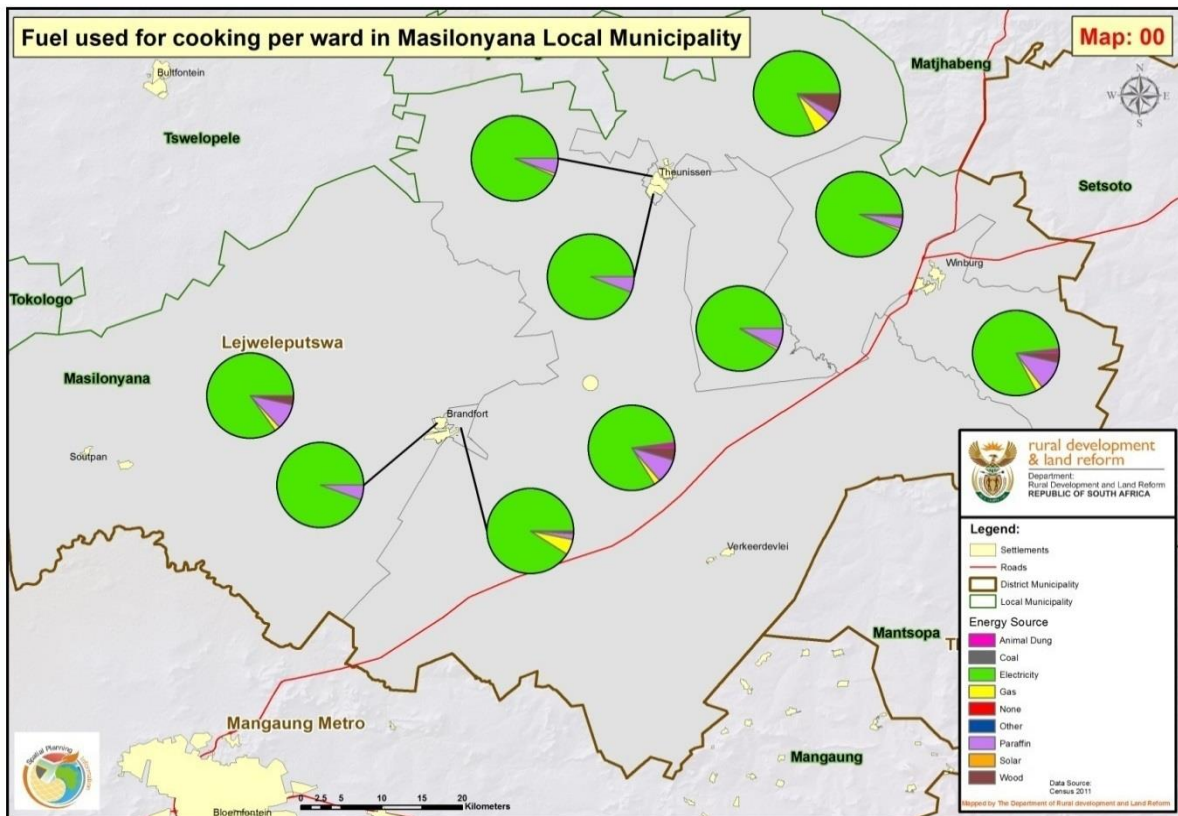 Fuel used for cooking per ward in Masilonyana Local Municipality
Map: 00
Bultfontein
Matjhabeng
N
W E
S
Tswelopele
Theunissen
Setsoto
Winburg
Tokologo
Lejweleputswa
Masilonyana
Brandfort
Soutpan
Verkeerdevlei
Mantsopa
Mangaung Metro
Mangaung
Bloemfontein
Spatial Planning
Information
0 2.5 5 10 15 20
Kilometers
rural development
& land reform
Department:
Rural Development and Land Reform
REPUBLIC OF SOUTH AFRICA
Legend:
Settlements
Roads
District Municipality
Local Municipality
Energy Source
Animal Dung
Coal
Electricity
Gas
None
Other
Paraffin
Solar
Wood
Data Source:
Census 2011
Mapped by The Department of Rural development and Land Reform